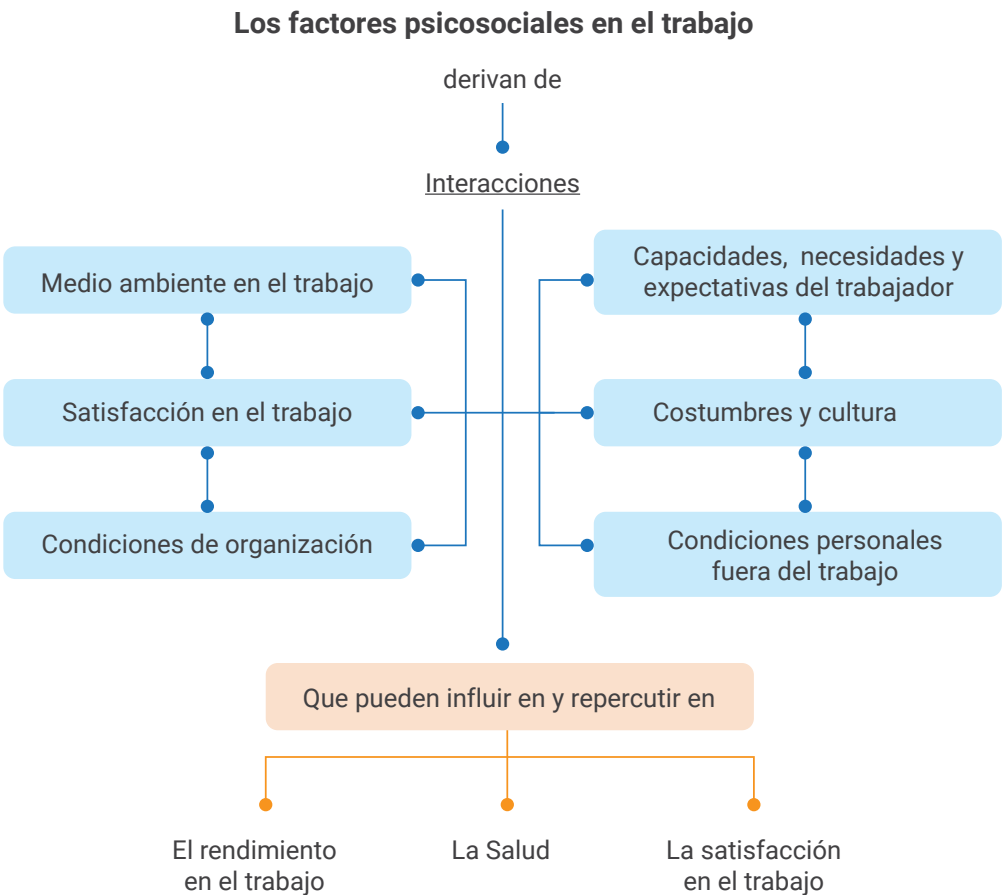 Los factores psicosociales en el trabajo
derivan de
Interacciones
Medio ambiente en el trabajo
Capacidades, necesidades y
expectativas del trabajador
Satisfacción en el trabajo
Costumbres y cultura
Condiciones de organización
Condiciones personales
fuera del trabajo
Que pueden influir en y repercutir en
El rendimiento
en el trabajo
La Salud
La satisfacción
en el trabajo